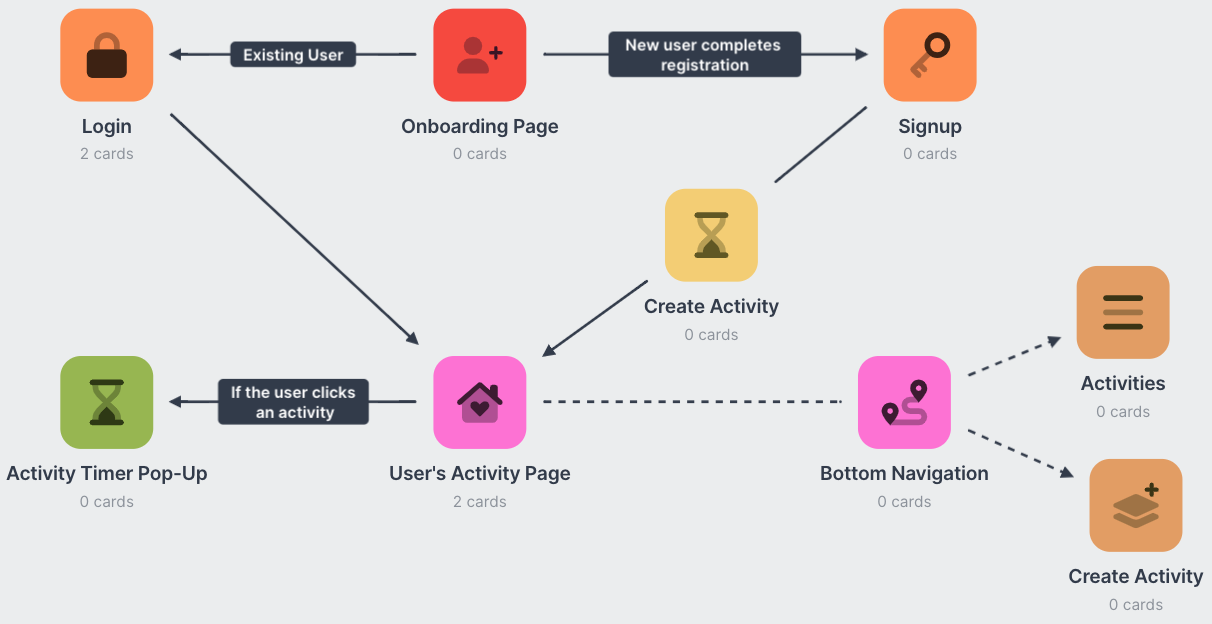 Existing User
New user completes
registration
Login
2 cards
Onboarding Page
0 cards
Signup
0 cards
Create Activity
0 cards
Activities
0 cards
If the user clicks
an activity
Activity Timer Pop-Up
0 cards
User's Activity Page
2 cards
Bottom Navigation
0 cards
Create Activity
0 cards